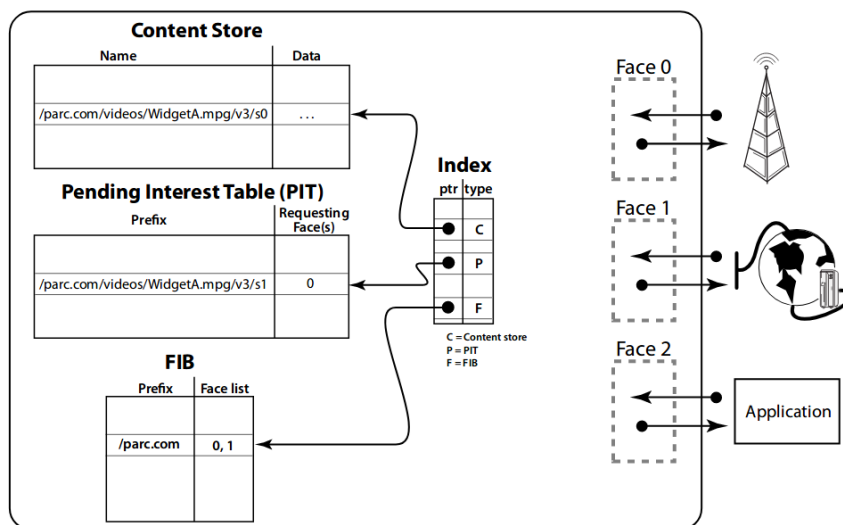 Content Store
Name Data
/parc.com/videos/WidgetA.mpg/v3/s0 ...
Pending Interest Table (PIT)
Prefix Requesting
Face(s)
/parc.com/videos/WidgetA.mpg/v3/s1 0
FIB
Prefix Face list
/parc.com 0, 1
Index
ptr type
C
P
F
C = Content store
P = PIT
F = FIB
Face 0
Face 1
Face 2
Application